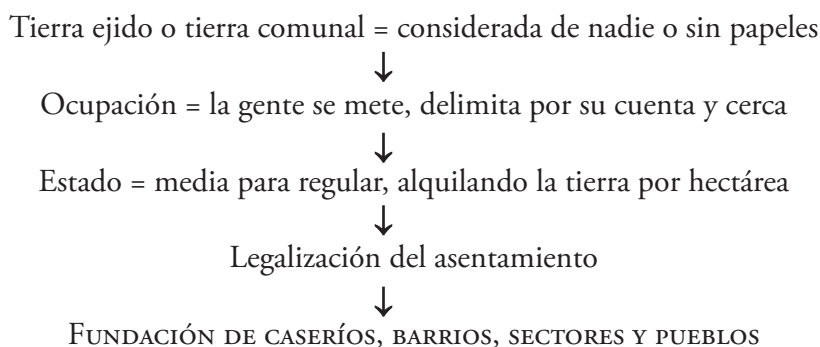 Tierra ejido o tierra comunal = considerada de nadie o sin papeles
↓
Ocupación = la gente se mete, delimita por su cuenta y cerca
↓
Estado = media para regular, alquilando la tierra por hectárea
↓
Legalización del asentamiento
↓
Fundación de caseríos, barrios, sectores y pueblos